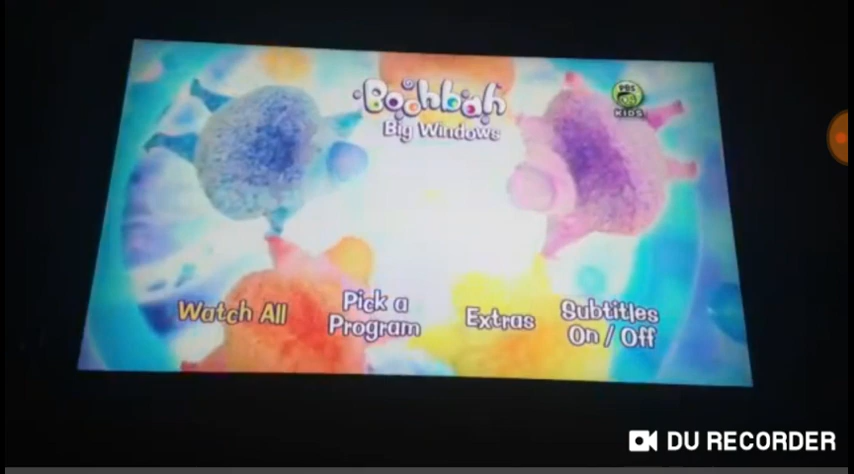 Boohbah
Big Windows
PBS
KIDS
Watch All
Pick a
Program
Extras
Subtitles
On / Off
DU RECORDER